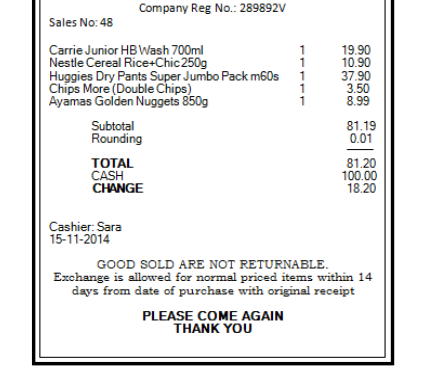 Company Reg No.: 289892V
Sales No: 48
Carrie Junior HB Wash 700ml 1 19.90
Nestle Cereal Rice+Chic 250g 1 10.90
Huggies Dry Pants Super Jumbo Pack m60s 1 37.90
Chips More (Double Chips) 1 3.50
Ayamas Golden Nuggets 850g 1 8.99
Subtotal 81.19
Rounding 0.01
TOTAL 81.20
CASH 100.00
CHANGE 18.20
Cashier: Sara
15-11-2014
GOOD SOLD ARE NOT RETURNABLE.
Exchange is allowed for normal priced items within 14
days from date of purchase with original receipt
PLEASE COME AGAIN
THANK YOU